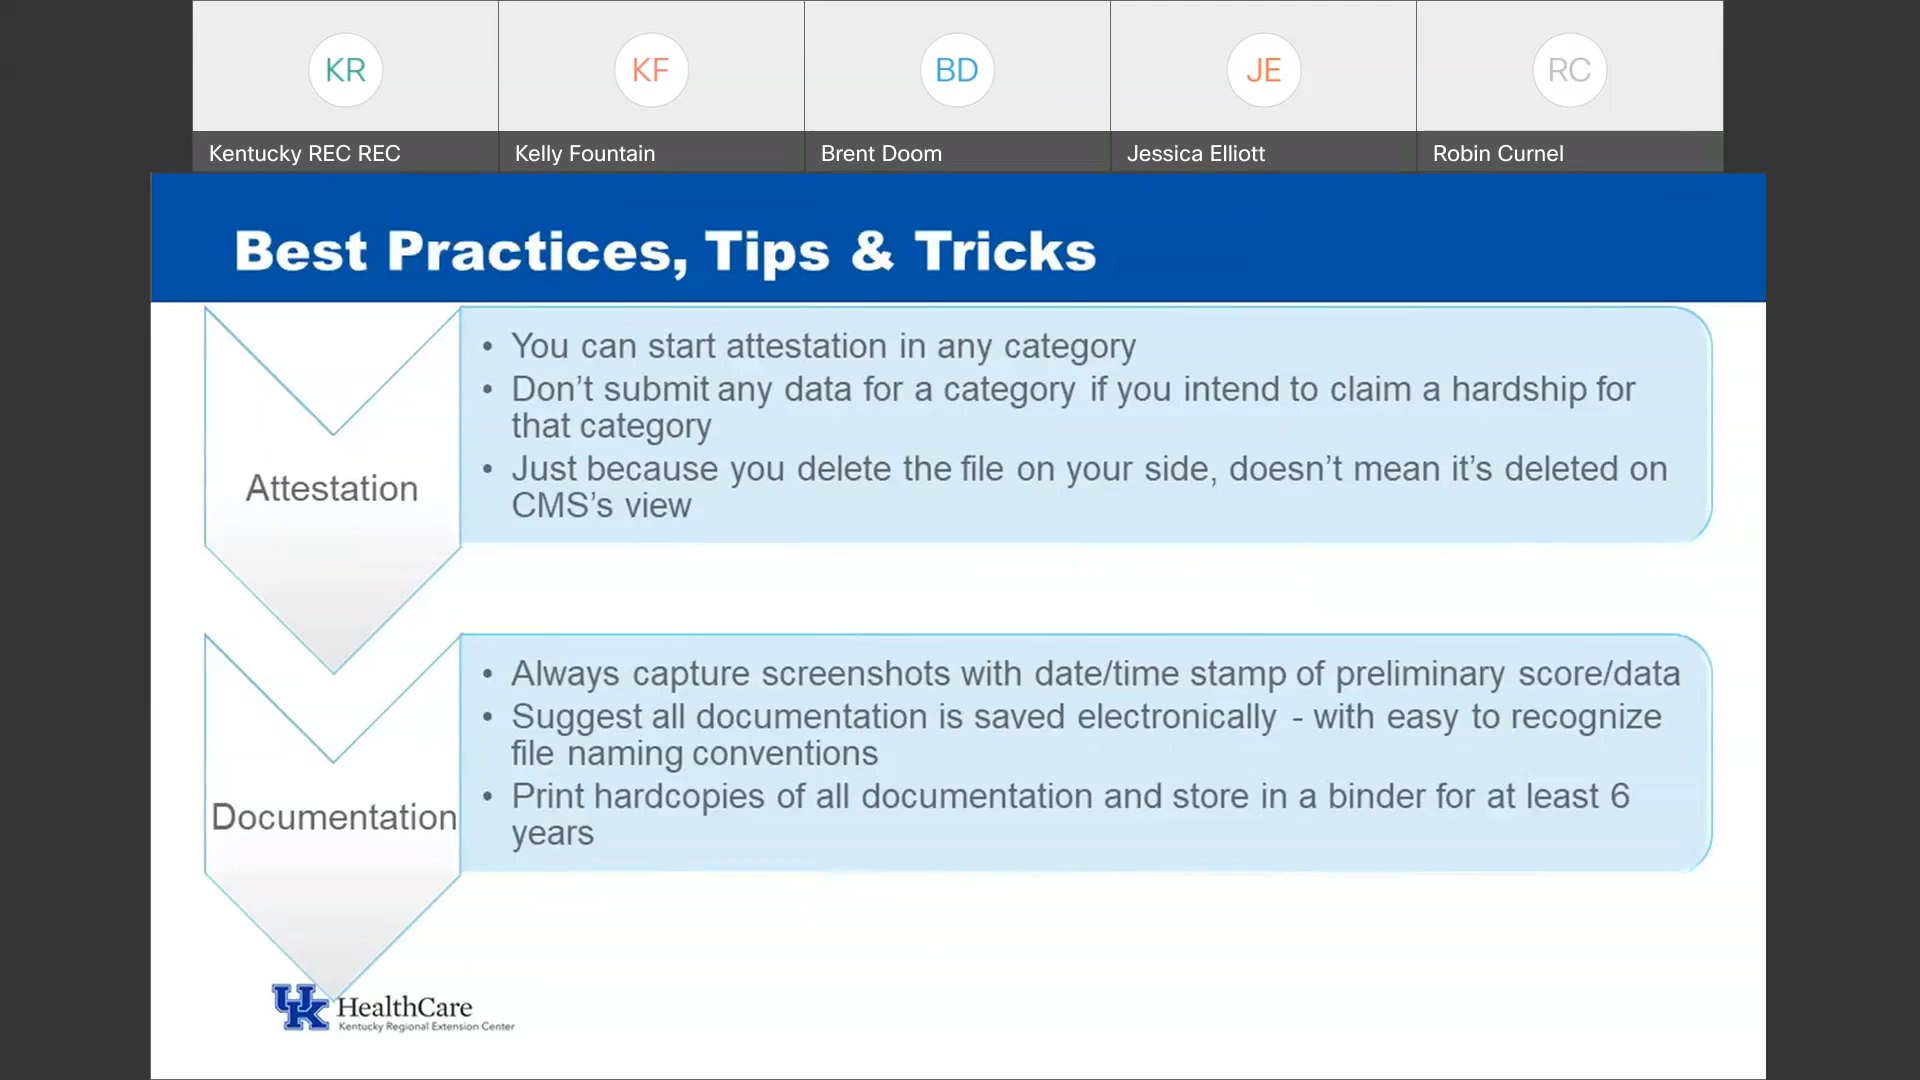 KR
KF
BD
JE
RC
Kentucky REC REC
Kelly Fountain
Brent Doom
Jessica Elliott
Robin Curnel
Best Practices, Tips & Tricks
Attestation
• You can start attestation in any category
• Don’t submit any data for a category if you intend to claim a hardship for
that category
• Just because you delete the file on your side, doesn’t mean it’s deleted on
CMS’s view
Documentation
• Always capture screenshots with date/time stamp of preliminary score/data
• Suggest all documentation is saved electronically - with easy to recognize
file naming conventions
• Print hardcopies of all documentation and store in a binder for at least 6
years
UK HealthCare
Kentucky Regional Extension Center